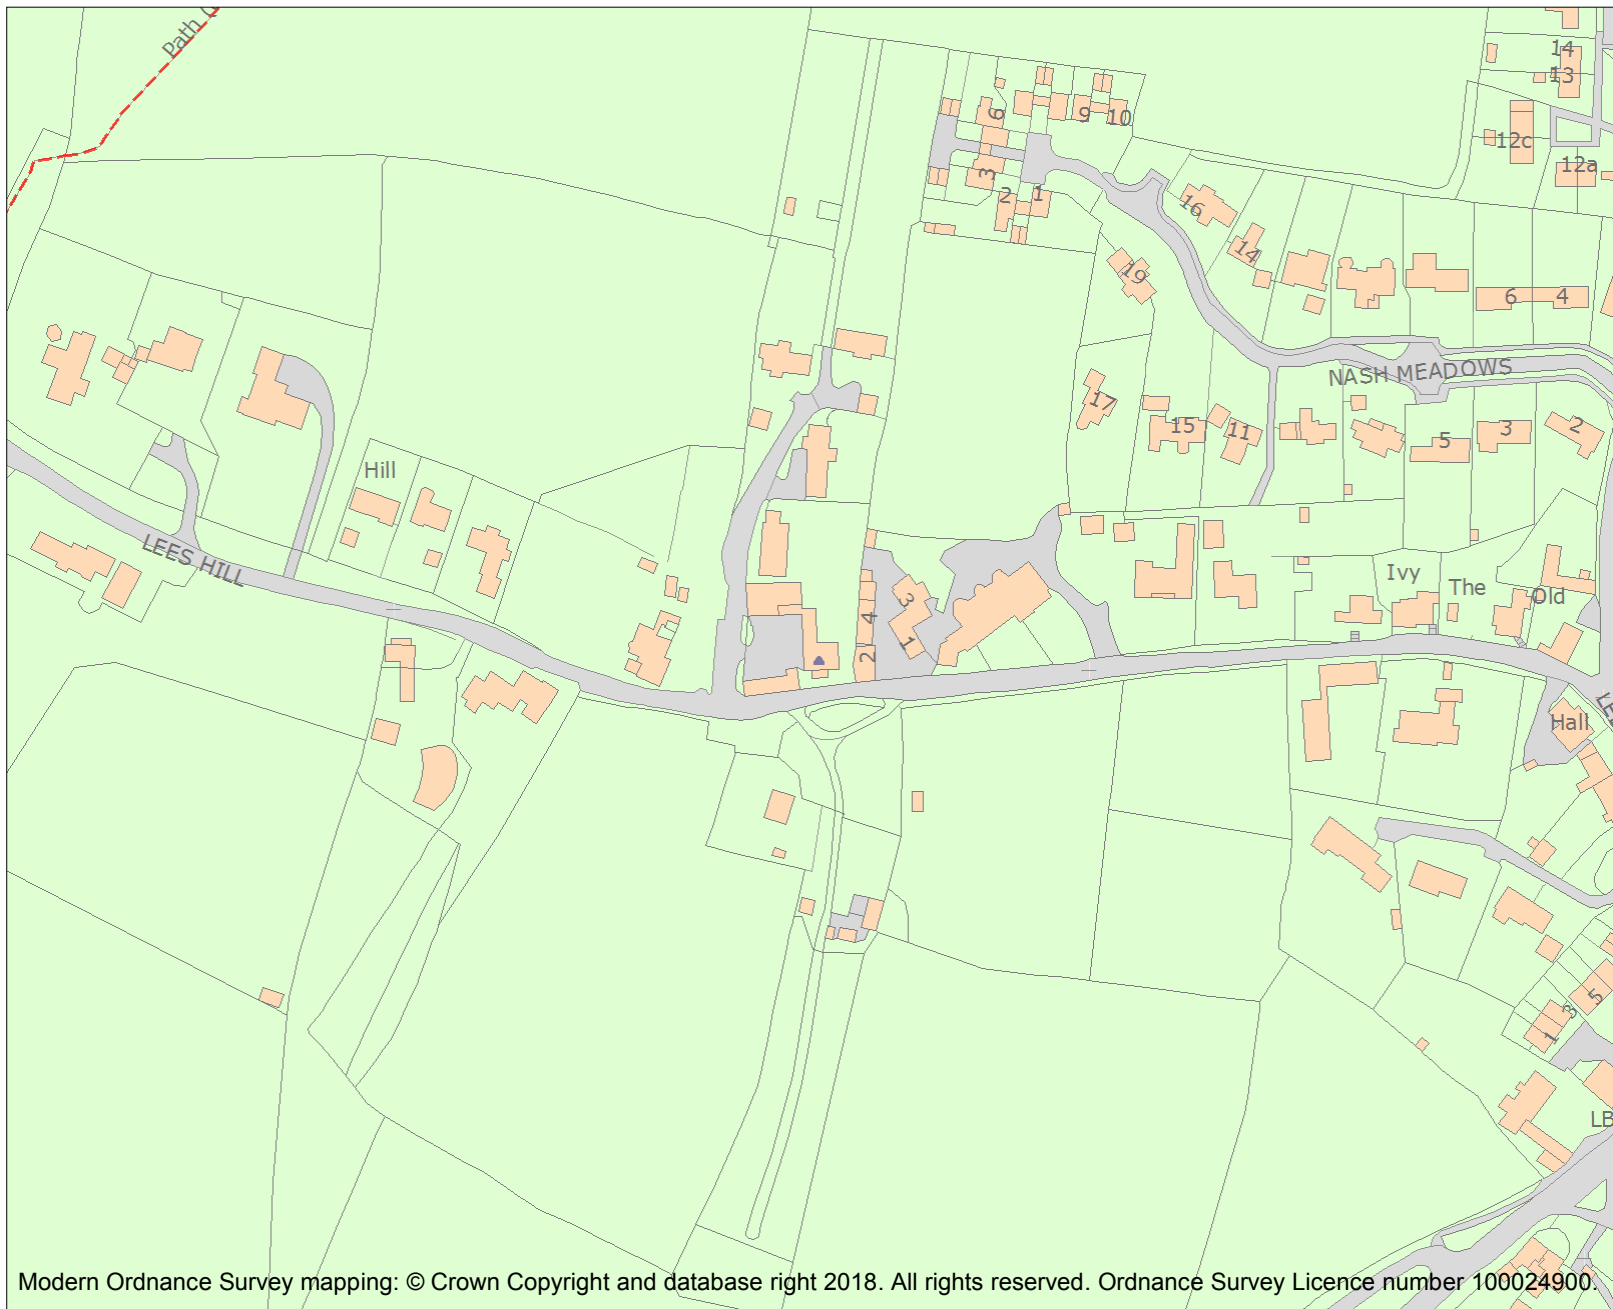 Path (
14
13
12c
12a
6
9
10
3
2
1
16
14
19
6
4
NASH MEADOWS
17
15
11
5
3
2
Hill
LEES HILL
Ivy
The
Old
3
4
1
2
Hall
5
3
1
LB
Modern Ordnance Survey mapping: © Crown Copyright and database right 2018. All rights reserved. Ordnance Survey Licence number 100024900.